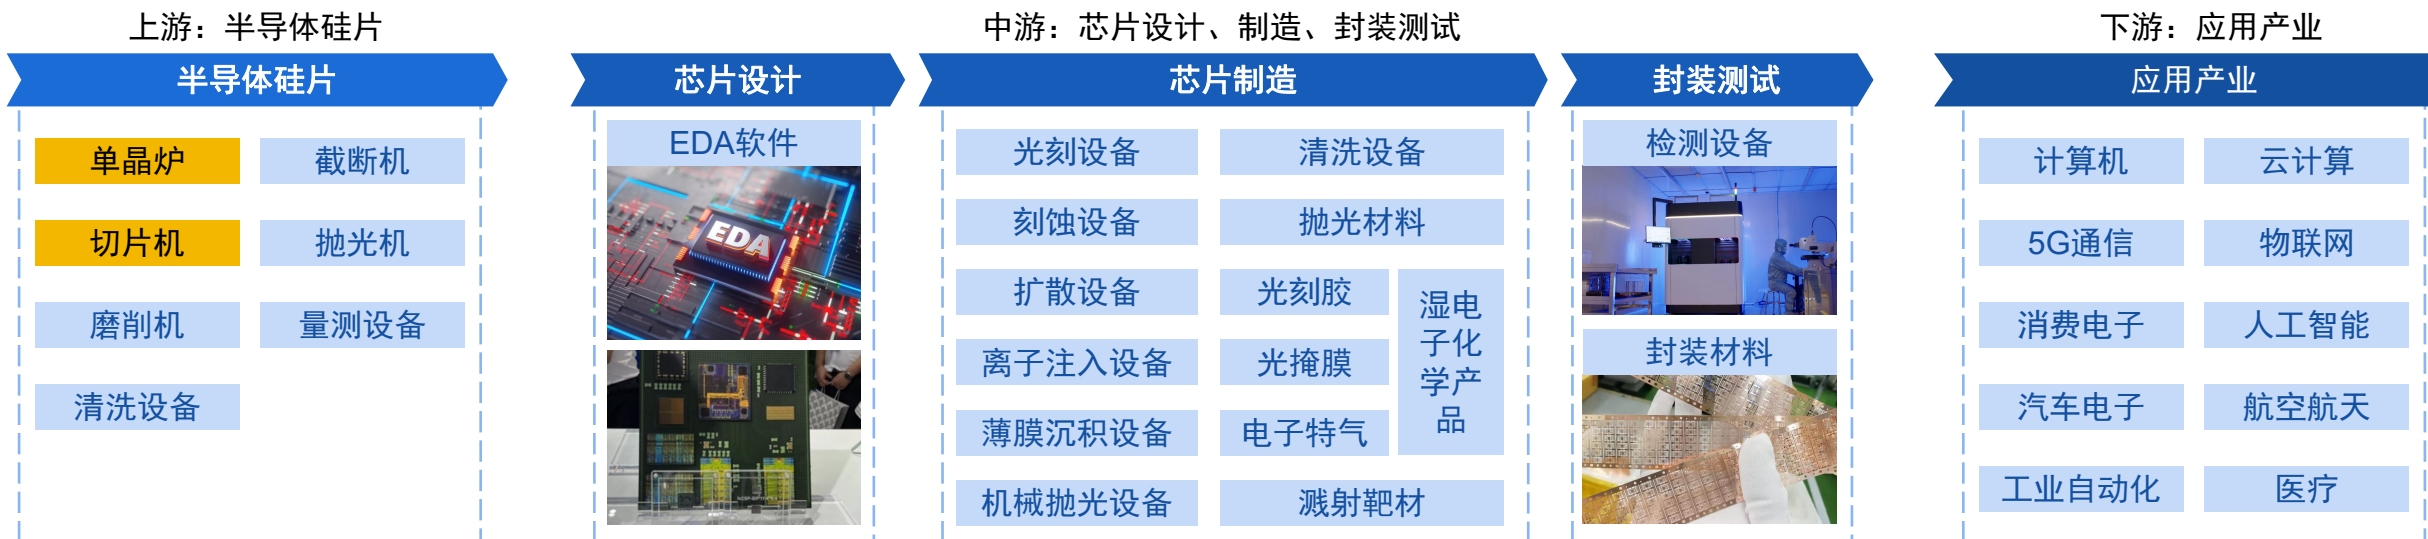 上游：半导体硅片
中游：芯片设计、制造、封装测试
下游：应用产业
半导体硅片
芯片设计
芯片制造
封装测试
应用产业
单晶炉
截断机
切片机
抛光机
磨削机
量测设备
清洗设备
EDA软件
EDA
光刻设备
清洗设备
刻蚀设备
抛光材料
扩散设备
光刻胶
离子注入设备
光掩膜
薄膜沉积设备
电子特气
湿电
子化
学产
品
机械抛光设备
溅射靶材
检测设备
封装材料
计算机
云计算
5G通信
物联网
消费电子
人工智能
汽车电子
航空航天
工业自动化
医疗